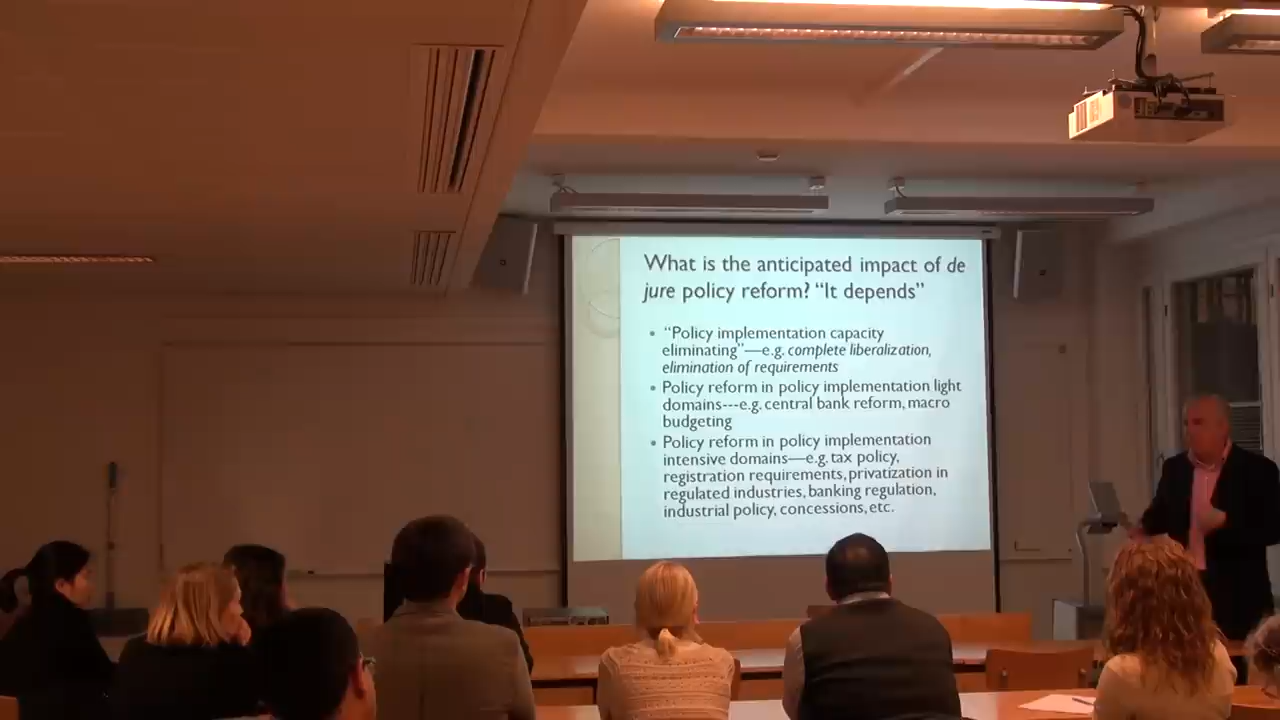 What is the anticipated impact of de
jure policy reform? “It depends”
• “Policy implementation capacity
eliminating”—e.g. complete liberalization,
elimination of requirements
• Policy reform in policy implementation light
domains---e.g. central bank reform, macro
budgeting
• Policy reform in policy implementation
intensive domains—e.g. tax policy,
registration requirements, privatization in
regulated industries, banking regulation,
industrial policy, concessions, etc.